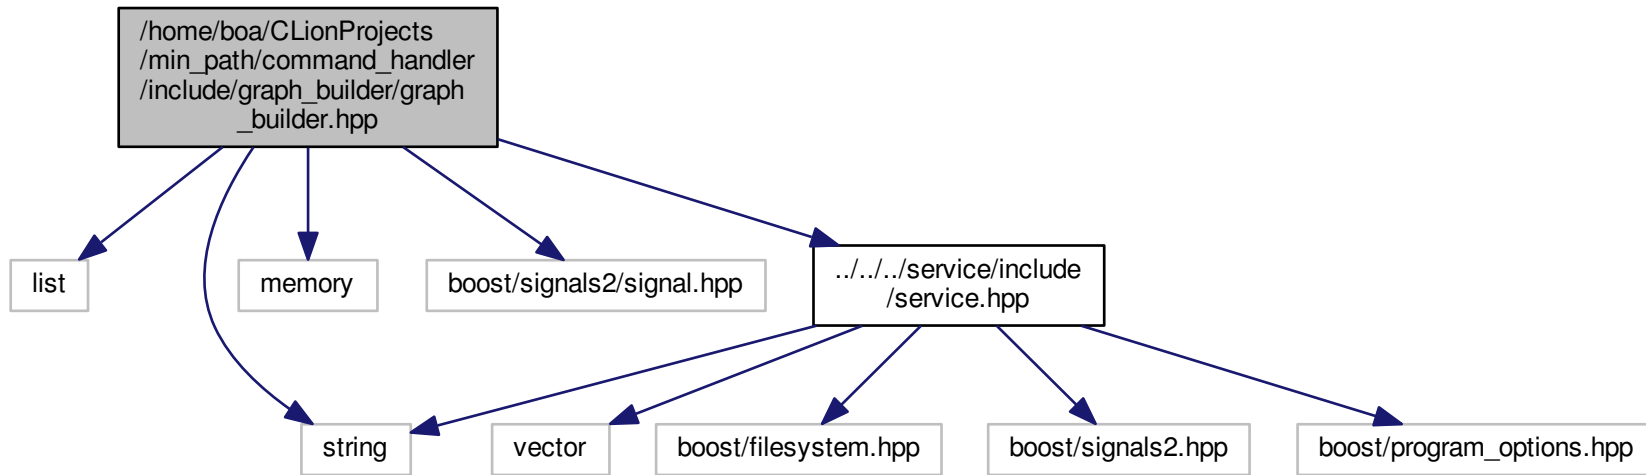 /home/boa/CLionProjects
/min_path/command_handler
/include/graph_builder/graph
_builder.hpp
list
memory
boost/signals2/signal.hpp
../../../service/include
/service.hpp
string
vector
boost/filesystem.hpp
boost/signals2.hpp
boost/program_options.hpp